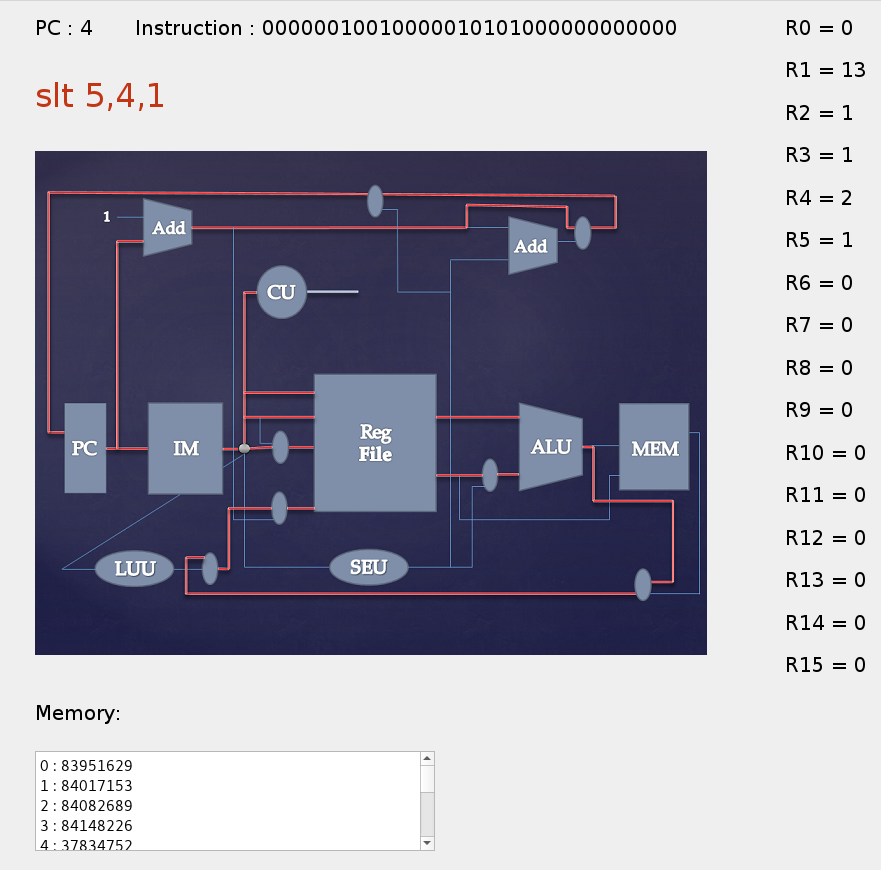 PC : 4 Instruction : 00000010010000010101000000000000
slt 5,4,1
1
Add
Add
CU
Reg
File
PC
IM
ALU
MEM
LUU
SEU
R0 = 0
R1 = 13
R2 = 1
R3 = 1
R4 = 2
R5 = 1
R6 = 0
R7 = 0
R8 = 0
R9 = 0
R10 = 0
R11 = 0
R12 = 0
R13 = 0
R14 = 0
R15 = 0
Memory:
0 : 83951629
1 : 84017153
2 : 84082689
3 : 84148226
4 : 37834752